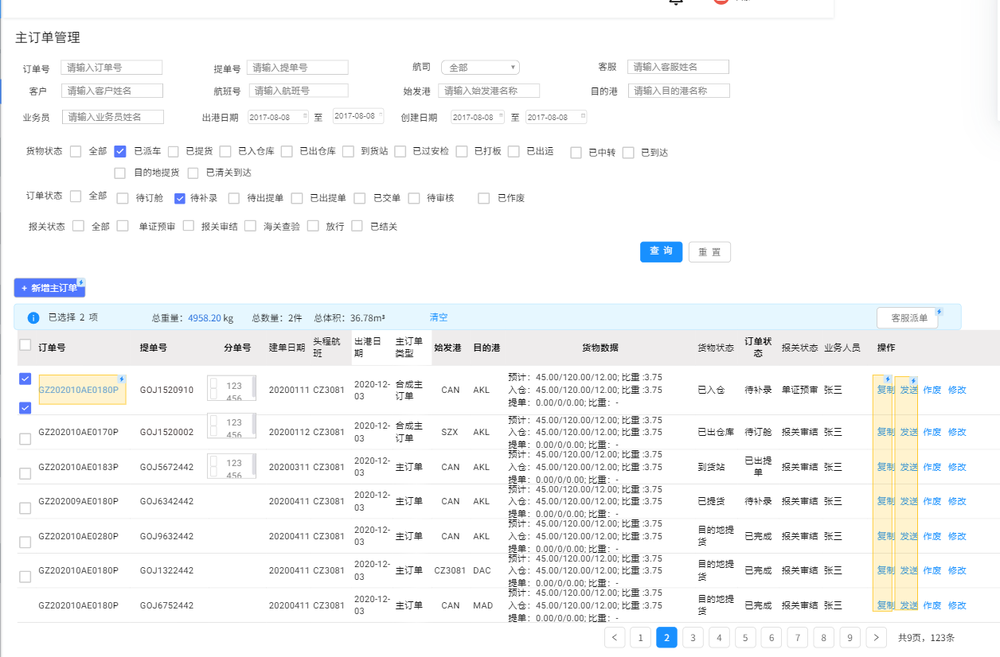 主订单管理
订单号 请输入订单号 提单号 请输入提单号 航司 全部 客服 请输入客服姓名
客户 请输入客户姓名 航班号 请输入航班号 始发港 请输入始发港名称 目的港 请输入目的港名称
业务员 请输入业务员姓名 出港日期 2017-08-08 至 2017-08-08 创建日期 2017-08-08 至 2017-08-08
货物状态 全部 已派车 已提货 已入仓库 已出仓库 到货站 已过安检 已打板 已出运 已中转 已到达
目的地提货 已清关到达
订单状态 全部 待订舱 待补录 待出提单 已出提单 已交单 待审核 已作废
报关状态 全部 单证预审 报关审结 海关查验 放行 已结关
查 询 重 置
+ 新增主订单
已选择 2 项 总重量：4958.20 kg 总数量：2件 总体积：36.78m³ 清空 客服派单
订单号 提单号 分单号 建单日期 头程航班 出港日期 主订单类型 始发港 目的港 货物数据 货物状态 订单状态 报关状态 业务人员 操作
预计：45.00/120.00/12.00; 比重 :3.75
GZ202010AE0180P GOJ1520910 123 456 20200111 CZ3081 2020-12-03 合成主订单 CAN AKL 入仓：45.00/120.00/12.00; 比重 :3.75 已入仓 待补录 单证预审 张三 复制 发送 作废 修改
提单：0.00/0/0.00; 比重：-
预计：45.00/120.00/12.00; 比重 :3.75
GZ202010AE0170P GOJ1520002 123 456 20200112 CZ3081 2020-12-03 合成主订单 SZX AKL 入仓：45.00/120.00/12.00; 比重 :3.75 已出仓库 待订舱 报关审结 张三 复制 发送 作废 修改
提单：0.00/0/0.00; 比重：-
预计：45.00/120.00/12.00; 比重 :3.75
GZ202010AE0183P GOJ5672442 123 456 20200311 CZ3081 2020-12-03 主订单 CAN AKL 入仓：45.00/120.00/12.00; 比重 :3.75 到货站 已出提单 报关审结 张三 复制 发送 作废 修改
提单：0.00/0/0.00; 比重：-
预计：45.00/120.00/12.00; 比重 :3.75
GZ202009AE0180P GOJ6342442 20200411 CZ3081 2020-12-03 主订单 CAN AKL 入仓：45.00/120.00/12.00; 比重 :3.75 已提货 待补录 报关审结 张三 复制 发送 作废 修改
提单：0.00/0/0.00; 比重：-
预计：45.00/120.00/12.00; 比重 :3.75
GZ202010AE0280P GOJ9632442 20200411 CZ3081 2020-12-03 主订单 CAN AKL 入仓：45.00/120.00/12.00; 比重 :3.75 目的地提货 已完成 报关审结 张三 复制 发送 作废 修改
提单：0.00/0/0.00; 比重：-
预计：45.00/120.00/12.00; 比重 :3.75
GZ202010AE0180P GOJ1322442 20200411 CZ3081 2020-12-03 主订单 CZ3081 DAC 入仓：45.00/120.00/12.00; 比重 :3.75 目的地提货 已完成 报关审结 张三 复制 发送 作废 修改
提单：0.00/0/0.00; 比重：-
预计：45.00/120.00/12.00; 比重 :3.75
GZ202010AE0180P GOJ6752442 20200411 CZ3081 2020-12-03 主订单 CAN MAD 入仓：45.00/120.00/12.00; 比重 :3.75 目的地提货 已完成 报关审结 张三 复制 发送 作废 修改
提单：0.00/0/0.00; 比重：-
< 1 2 3 4 5 6 7 8 9 > 共9页，123条